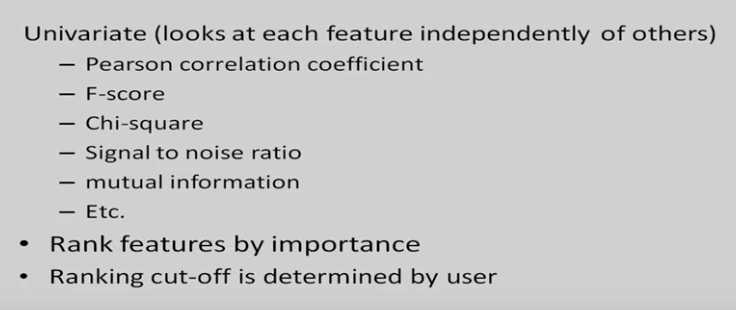 Univariate (looks at each feature independently of others)
– Pearson correlation coefficient
– F-score
– Chi-square
– Signal to noise ratio
– mutual information
– Etc.
• Rank features by importance
• Ranking cut-off is determined by user